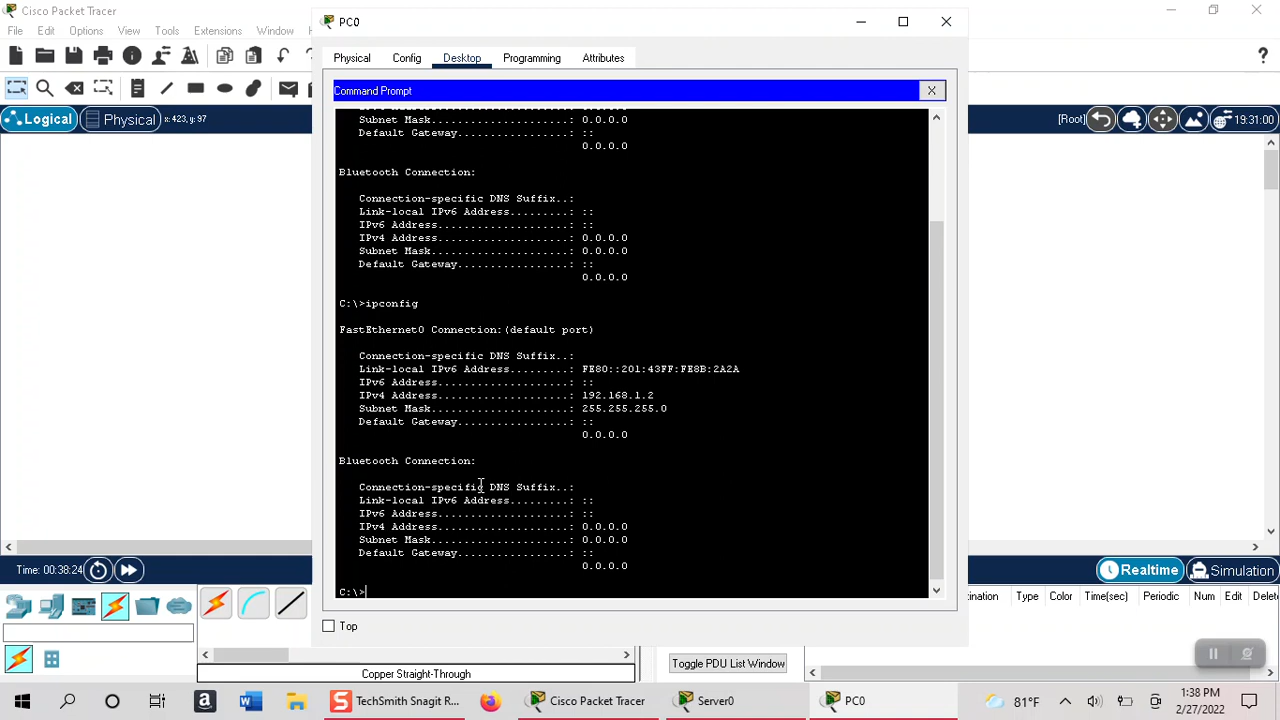 Cisco Packet Tracer
File Edit Options View Tools Extensions Window
PC0
Physical Config Desktop Programming Attributes
Command Prompt
Logical Physical x: 423, y: 97
[Root] 19:31:00
Subnet Mask......................: 0.0.0.0
Default Gateway..................: ::
0.0.0.0
Bluetooth Connection:
Connection-specific DNS Suffix..:
Link-local IPv6 Address.........: ::
IPv6 Address....................: ::
IPv4 Address....................: 0.0.0.0
Subnet Mask.....................: 0.0.0.0
Default Gateway.................: ::
0.0.0.0
C:\>ipconfig
FastEthernet0 Connection:(default port)
Connection-specific DNS Suffix..:
Link-local IPv6 Address.........: FE80::201:43FF:FE8B:2A2A
IPv6 Address....................: ::
IPv4 Address....................: 192.168.1.2
Subnet Mask.....................: 255.255.255.0
Default Gateway.................: ::
0.0.0.0
Bluetooth Connection:
Connection-specific DNS Suffix..:
Link-local IPv6 Address.........: ::
IPv6 Address....................: ::
IPv4 Address....................: 0.0.0.0
Subnet Mask.....................: 0.0.0.0
Default Gateway.................: ::
0.0.0.0
C:\>
Top
Time: 00:38:24
Realtime Simulation
Type Color Time(sec) Periodic Num Edit
Copper Straight-Through
Toggle PDU List Window
TechSmith Snagit R...
Cisco Packet Tracer
Server0
PC0
81°F
1:38 PM
2/27/2022